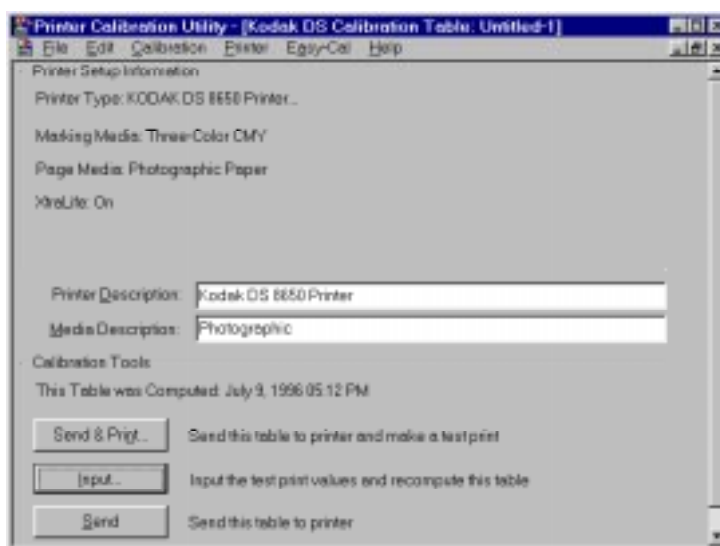 Printer Calibration Utility - [Kodak DS Calibration Table: Untitled-1]
File Edit Calibration Printer Easy-Cal Help
Printer Setup Information
Printer Type: KODAK DS 8650 Printer...
Marking Media: Three-Color CMY
Page Media: Photographic Paper
XtraLife: On
Printer Description: Kodak DS 8650 Printer
Media Description: Photographic
Calibration Tools
This Table was Computed: July 9, 1996 05:12 PM
Send & Print... Send this table to printer and make a test print
Input... Input the test print values and recompute this table
Send Send this table to printer